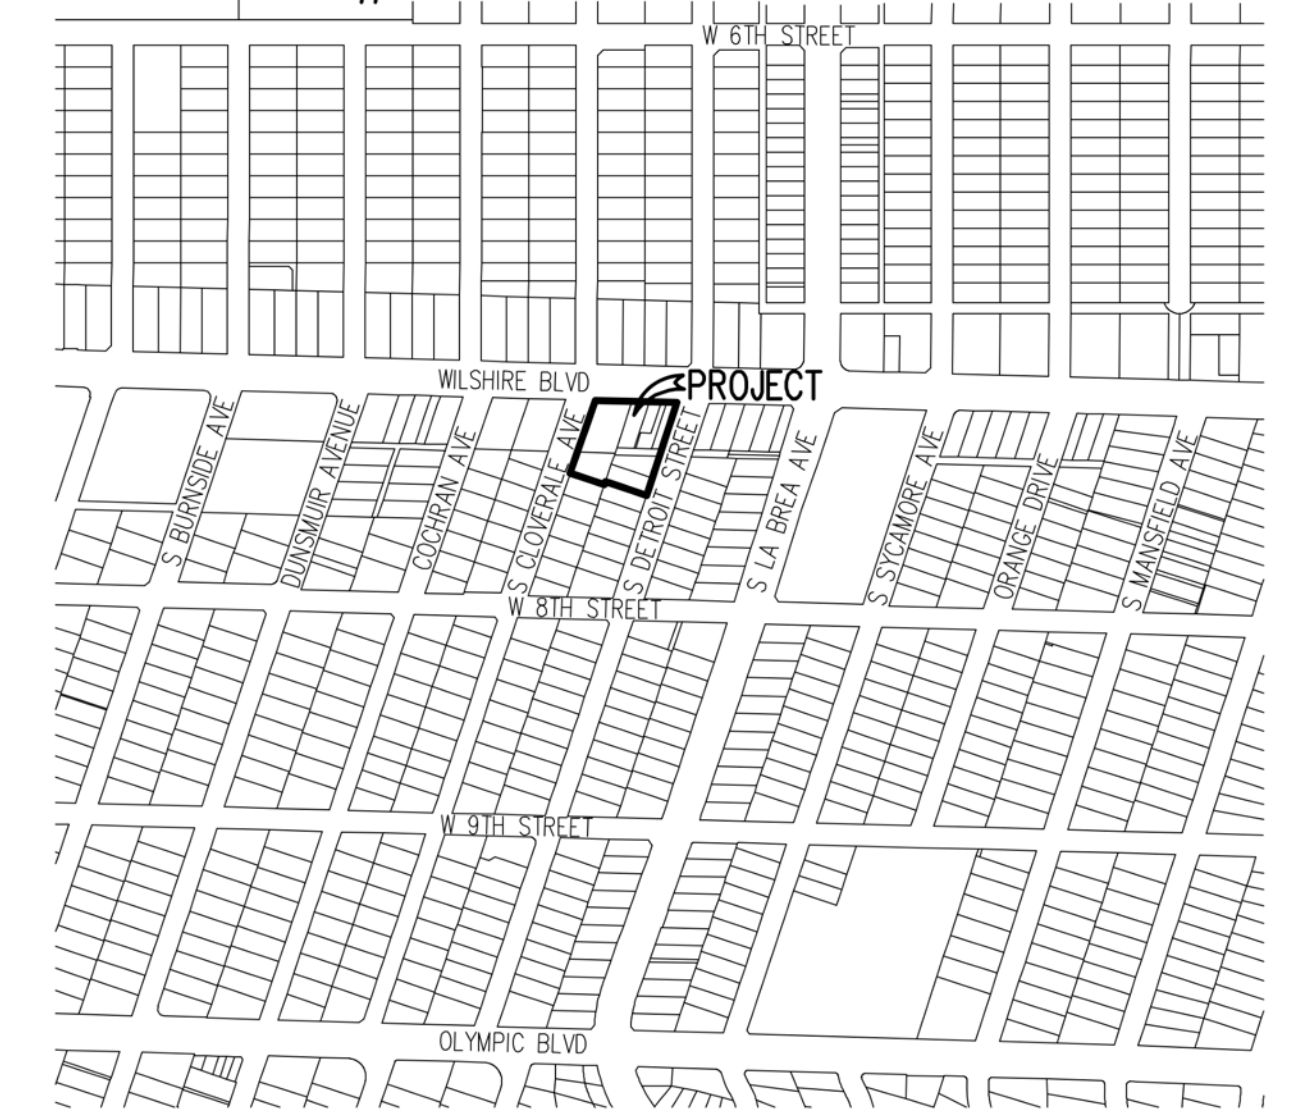 W 6TH STREET
WILSHIRE BLVD
PROJECT
S BURNSIDE AVE
DUNSMUIR AVENUE
COCHRAN AVE
S CLOVERALE AVE
S DETROIT STREET
S LA BREA AVE
S SYCAMORE AVE
ORANGE DRIVE
S MANSFIELD AVE
W 8TH STREET
W 9TH STREET
OLYMPIC BLVD